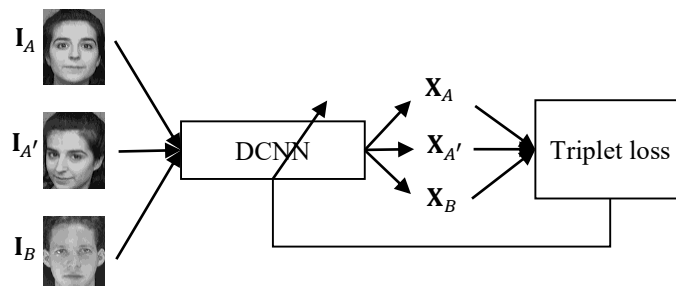 I_A
I_A′
I_B
DCNN
X_A
X_A′
X_B
Triplet loss